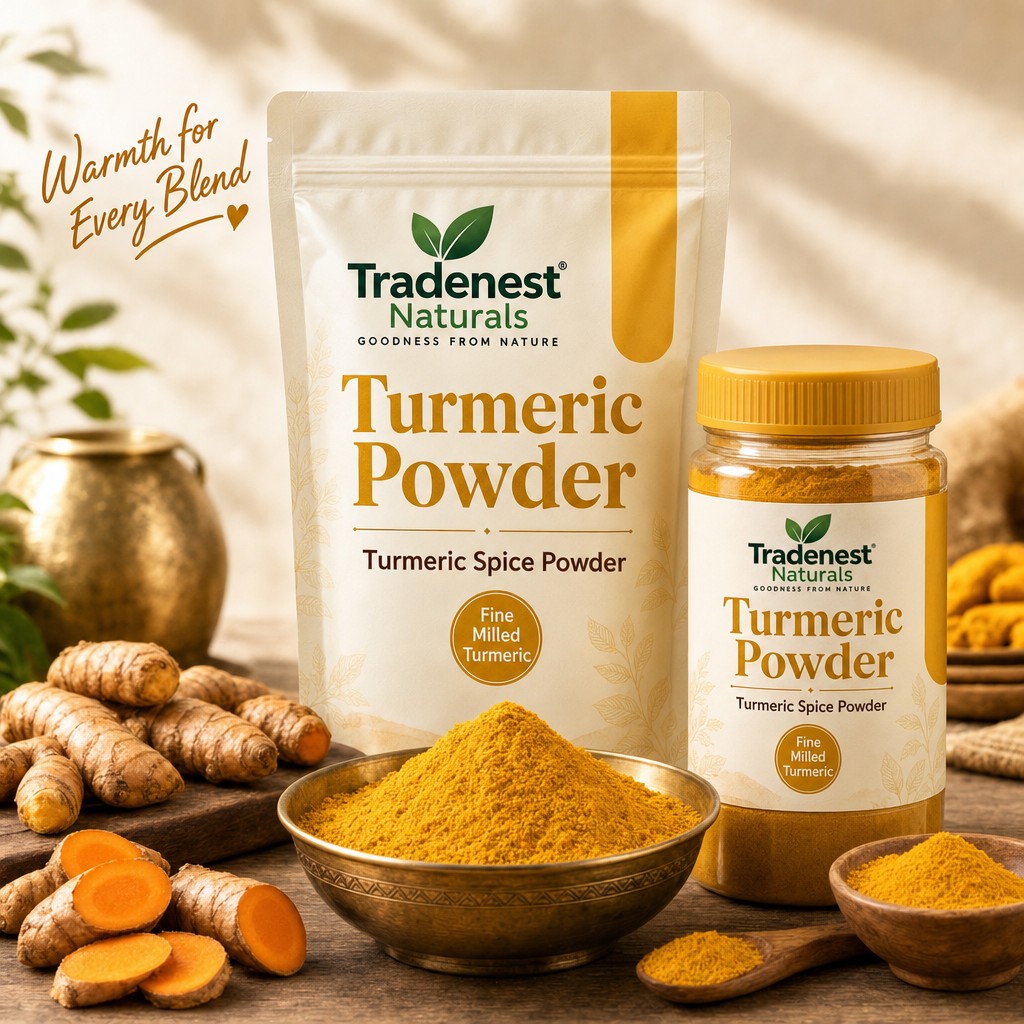 Warmth for
Every Blend
Tradenest®
Naturals
GOODNESS FROM NATURE
Turmeric
Powder
Turmeric Spice Powder
Fine
Milled
Turmeric
Tradenest®
Naturals
GOODNESS FROM NATURE
Turmeric
Powder
Turmeric Spice Powder
Fine
Milled
Turmeric